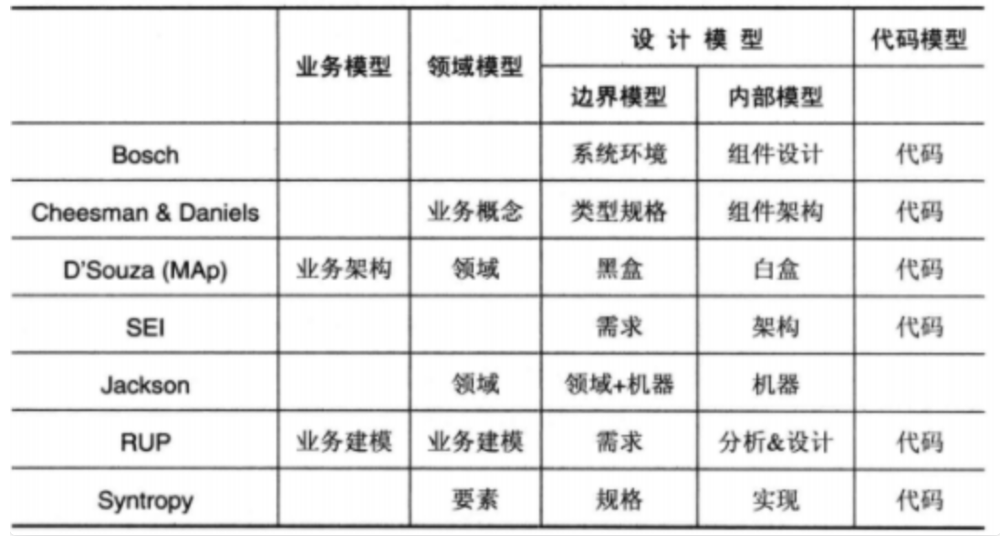 业务模型 领域模型 设计模型 代码模型
边界模型 内部模型
Bosch 系统环境 组件设计 代码
Cheesman & Daniels 业务概念 类型规格 组件架构 代码
D'Souza (MAp) 业务架构 领域 黑盒 白盒 代码
SEI 需求 架构 代码
Jackson 领域 领域+机器 机器
RUP 业务建模 业务建模 需求 分析&设计 代码
Syntropy 要素 规格 实现 代码